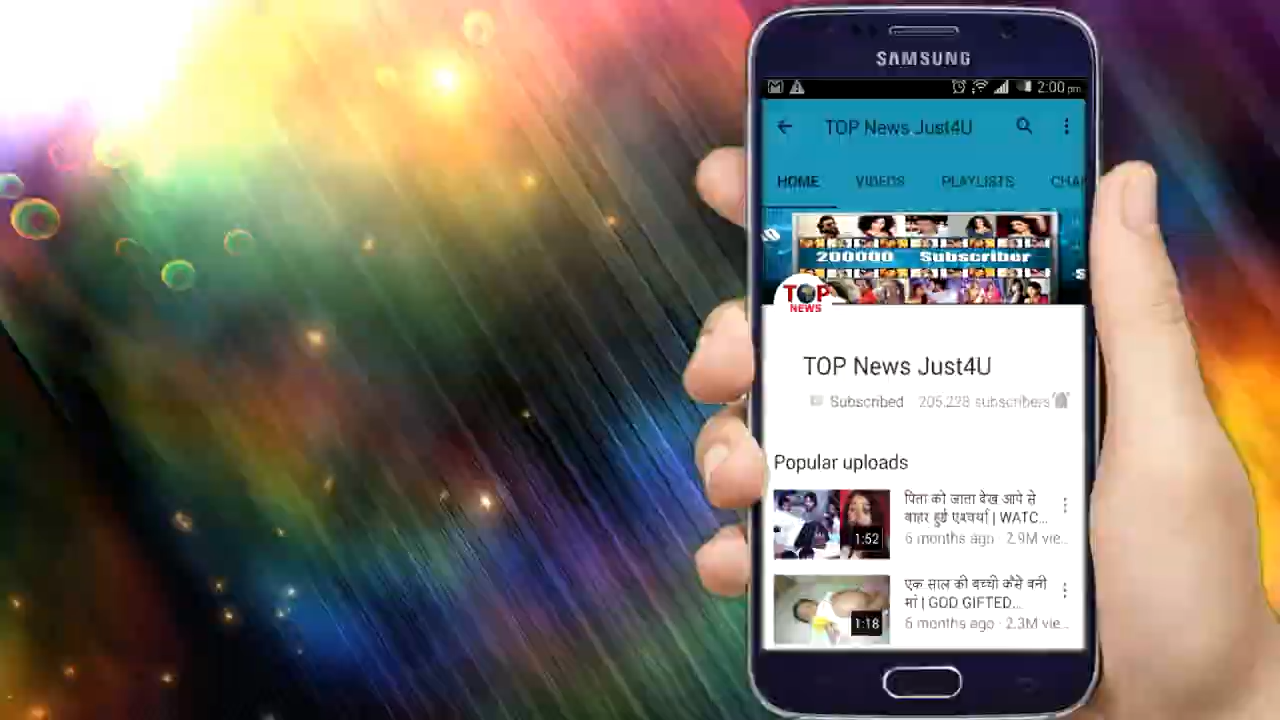 SAMSUNG
2:00 pm
TOP News Just4U
HOME VIDEOS PLAYLISTS CHA
200000 Subscriber
TOP
NEWS
TOP News Just4U
Subscribed 205,228 subscribers
Popular uploads
पिता को जाता देख आपे से
बाहर हुई एश्वर्या | WATC...
6 months ago · 2.9M vie...
1:52
एक साल की बच्ची कैसे बनी
मां | GOD GIFTED...
6 months ago · 2.3M vie...
1:18